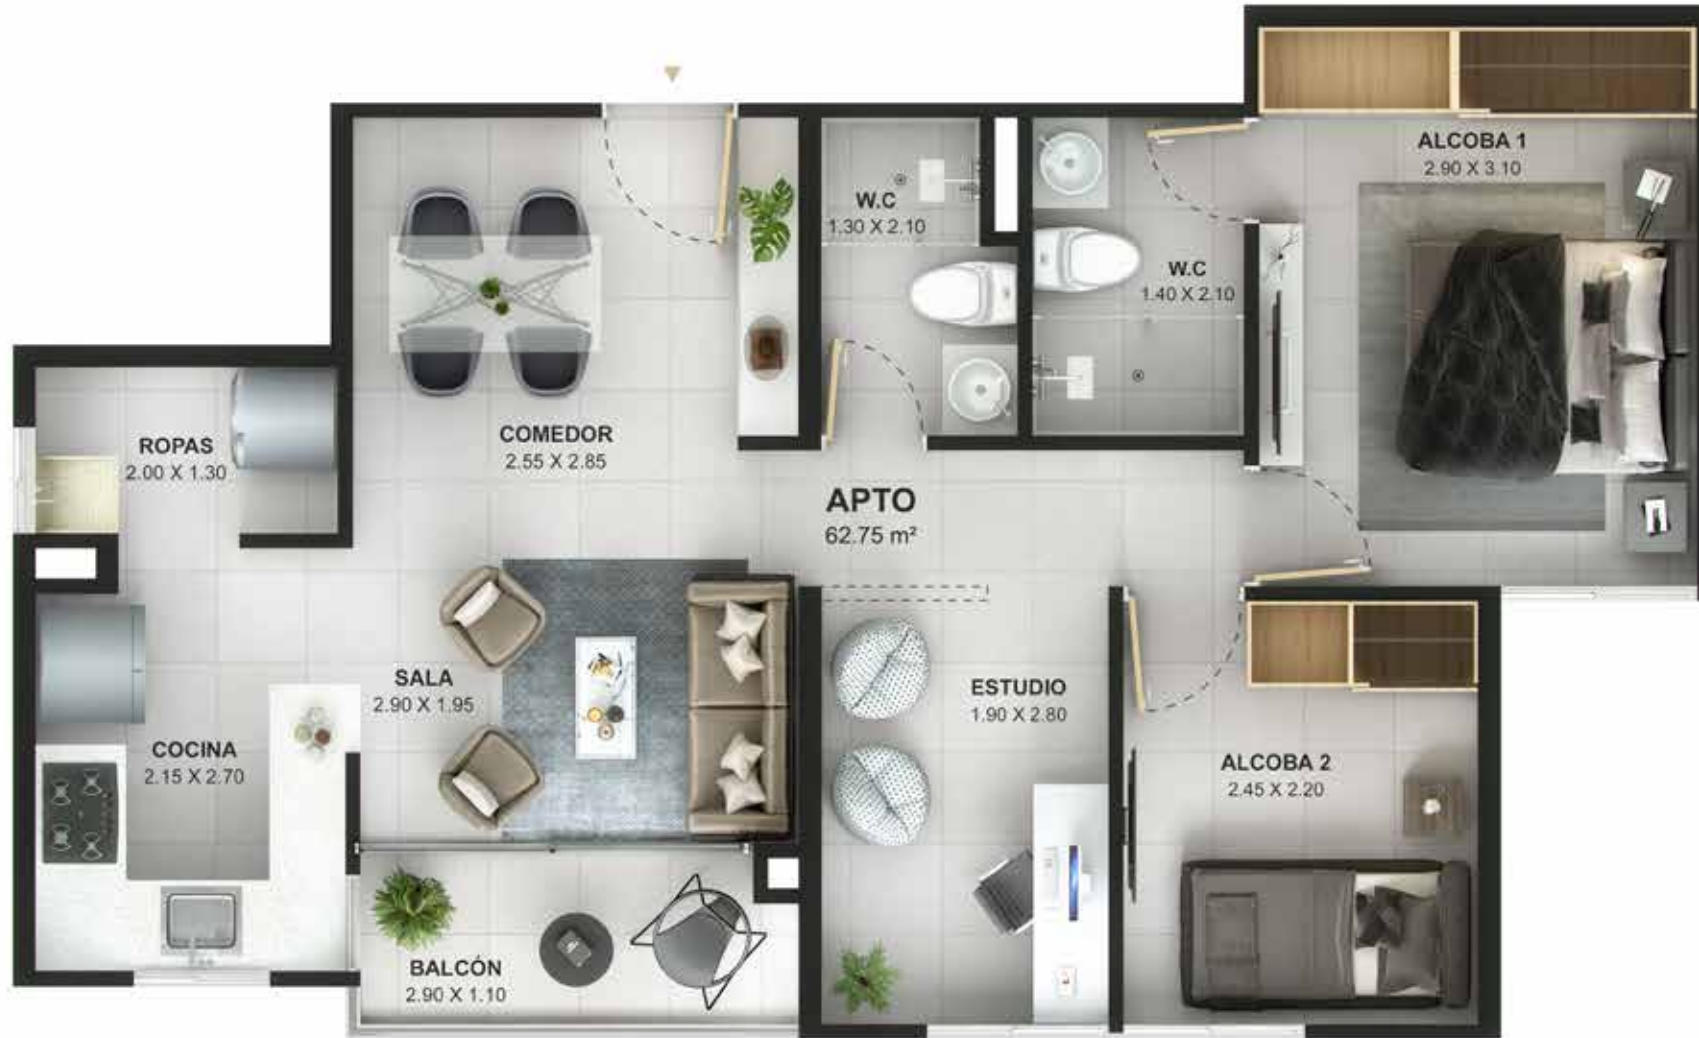 ALCOBA 1
2.90 X 3.10
W.C
1.30 X 2.10
W.C
1.40 X 2.10
ROPAS
2.00 X 1.30
COMEDOR
2.55 X 2.85
APTO
62.75 m²
SALA
2.90 X 1.95
ESTUDIO
1.90 X 2.80
COCINA
2.15 X 2.70
ALCOBA 2
2.45 X 2.20
BALCÓN
2.90 X 1.10